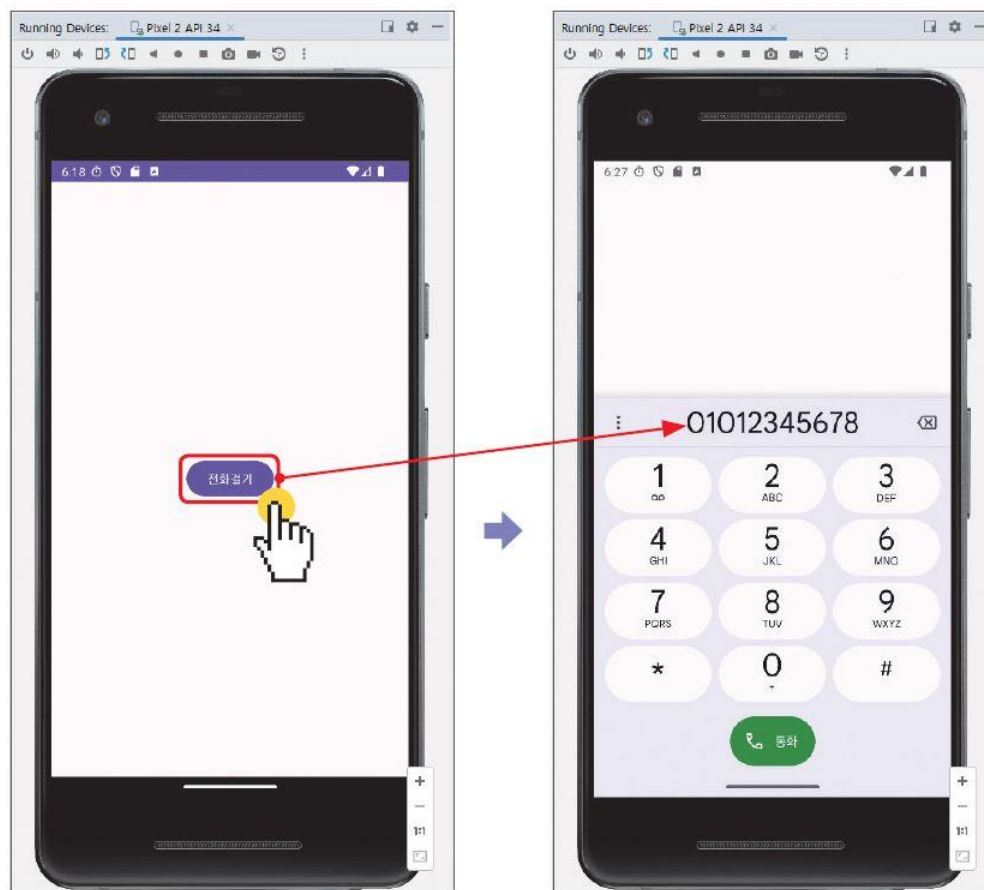 Running Devices: Pixel 2 API 34
6:18
전화걸기
1:1
Running Devices: Pixel 2 API 34
6:27
01012345678
1
2 ABC
3 DEF
4 GHI
5 JKL
6 MNO
7 PQRS
8 TUV
9 WXYZ
*
0 +
#
통화
1:1